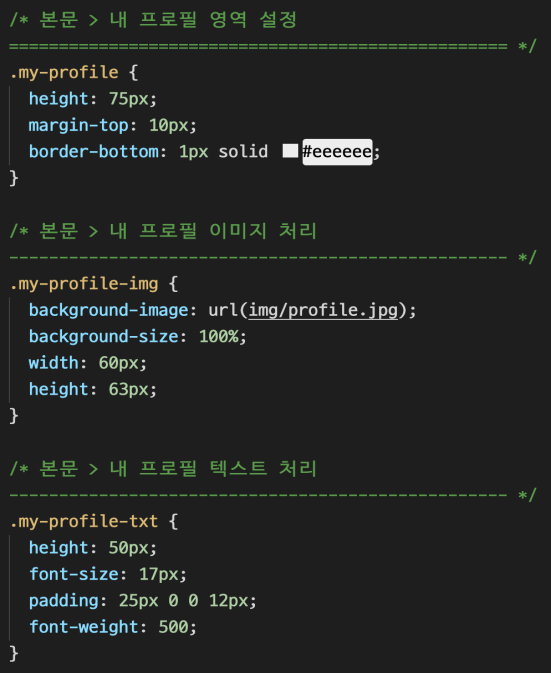 /* 본문 > 내 프로필 영역 설정
================================================== */
.my-profile {
height: 75px;
margin-top: 10px;
border-bottom: 1px solid #eeeeee;
}
/* 본문 > 내 프로필 이미지 처리
-------------------------------------------------- */
.my-profile-img {
background-image: url(img/profile.jpg);
background-size: 100%;
width: 60px;
height: 63px;
}
/* 본문 > 내 프로필 텍스트 처리
-------------------------------------------------- */
.my-profile-txt {
height: 50px;
font-size: 17px;
padding: 25px 0 0 12px;
font-weight: 500;
}